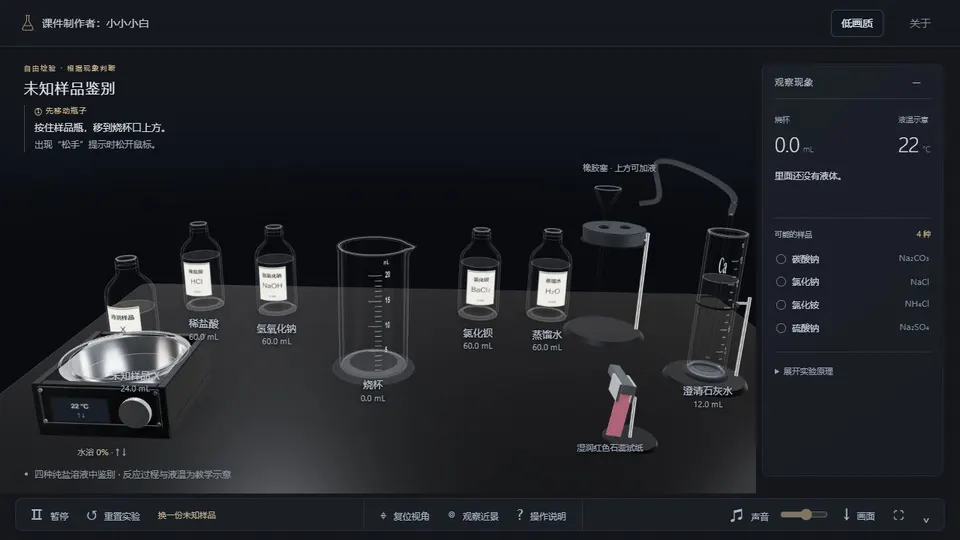 课件制作者：小小小白
低画质
关于
自由检验 · 根据现象判断
未知样品鉴别
① 先移动瓶子
按住样品瓶，移到烧杯口上方。
出现“松手”提示时松开鼠标。
橡胶塞 · 上方可加液
稀盐酸
HCl
氢氧化钠
NaOH
氯化钡
BaCl₂
蒸馏水
H₂O
未知样品
X
稀盐酸
60.0 mL
氢氧化钠
60.0 mL
氯化钡
60.0 mL
蒸馏水
60.0 mL
mL
20
15
10
5
烧杯
0.0 mL
未知样品 X
24.0 mL
22 °C
↑↓
水浴 0% · ↑↓
Ca
澄清石灰水
12.0 mL
湿润红色石蕊试纸
• 四种纯盐溶液中鉴别 · 反应过程与液温为教学示意
观察现象
烧杯
液温示意
0.0 mL
22 °C
里面还没有液体。
可能的样品
4 种
碳酸钠 Na₂CO₃
氯化钠 NaCl
氯化铵 NH₄Cl
硫酸钠 Na₂SO₄
展开实验原理
暂停
重置实验
换一份未知样品
复位视角
观察近景
? 操作说明
声音
画面